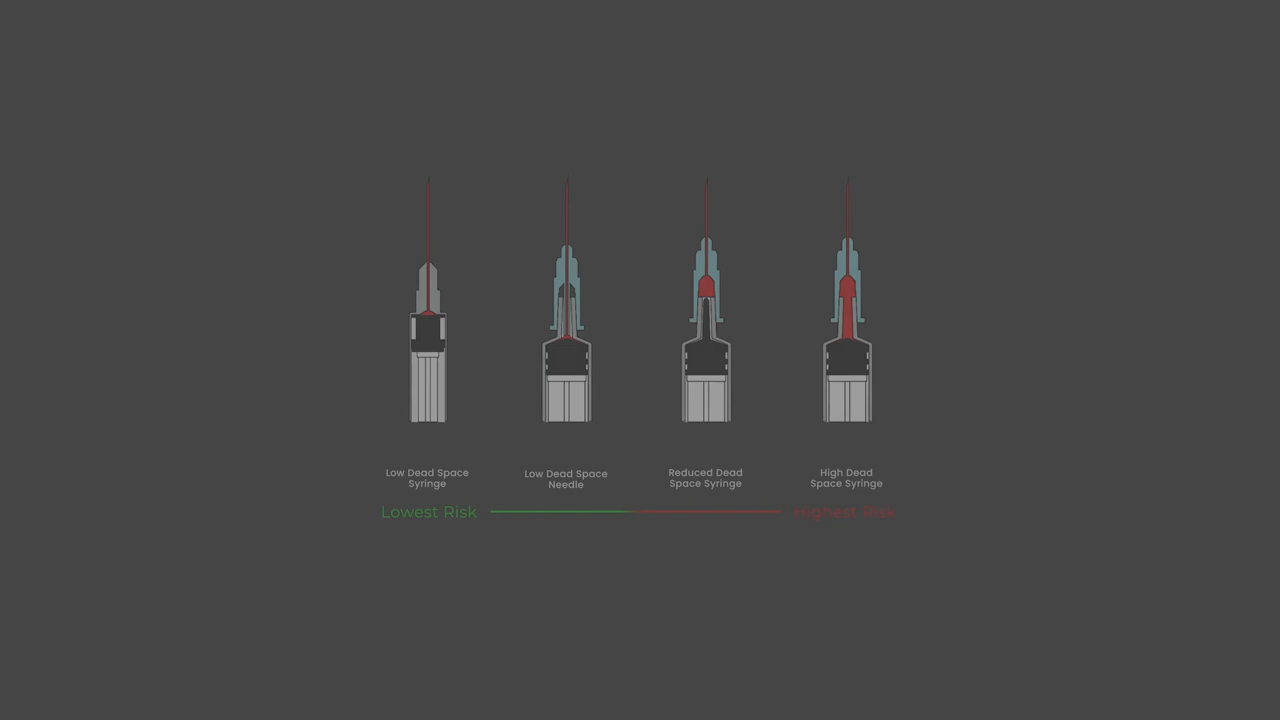 Low Dead Space
Syringe
Low Dead Space
Needle
Reduced Dead
Space Syringe
High Dead
Space Syringe
Lowest Risk
Highest Risk